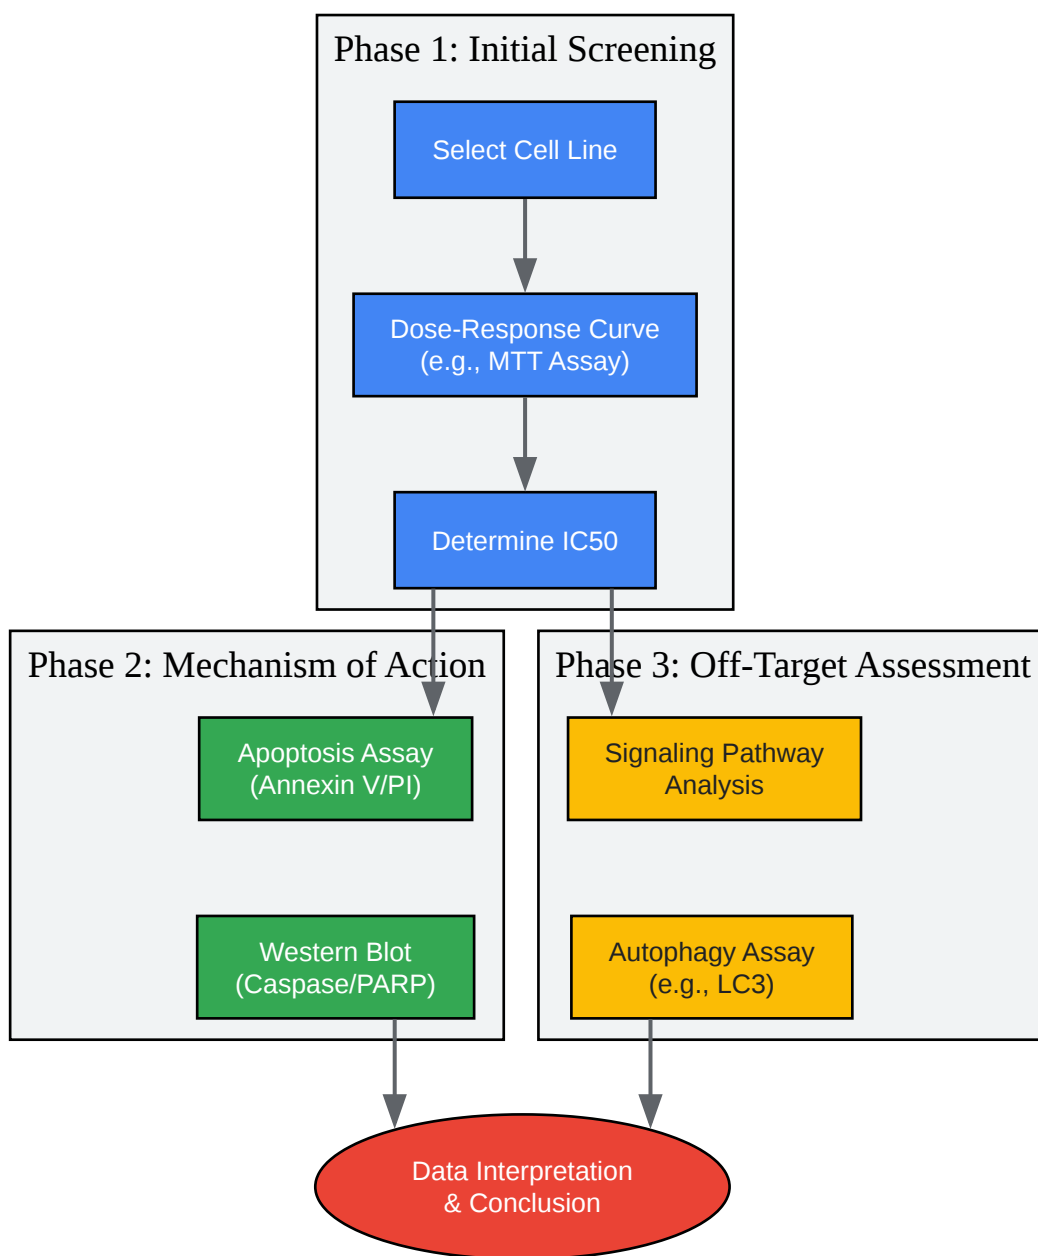 Phase 1: Initial Screening
Select Cell Line
Dose-Response Curve
(e.g., MTT Assay)
Determine IC50
Phase 2: Mechanism of Action
Apoptosis Assay
(Annexin V/PI)
Western Blot
(Caspase/PARP)
Phase 3: Off-Target Assessment
Signaling Pathway
Analysis
Autophagy Assay
(e.g., LC3)
Data Interpretation
& Conclusion